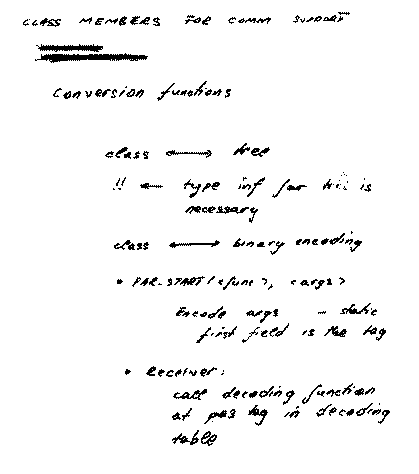 CLASS MEMBERS FOR COMM SUPPORT
Conversion functions
class ⟷ tree
!! ← type inf for this is
necessary
class ⟷ binary encoding
• PAR-START(<func>, <args>
Encode args - static
first field is the tag
• Receiver:
call decoding function
at pos tag in decoding
table